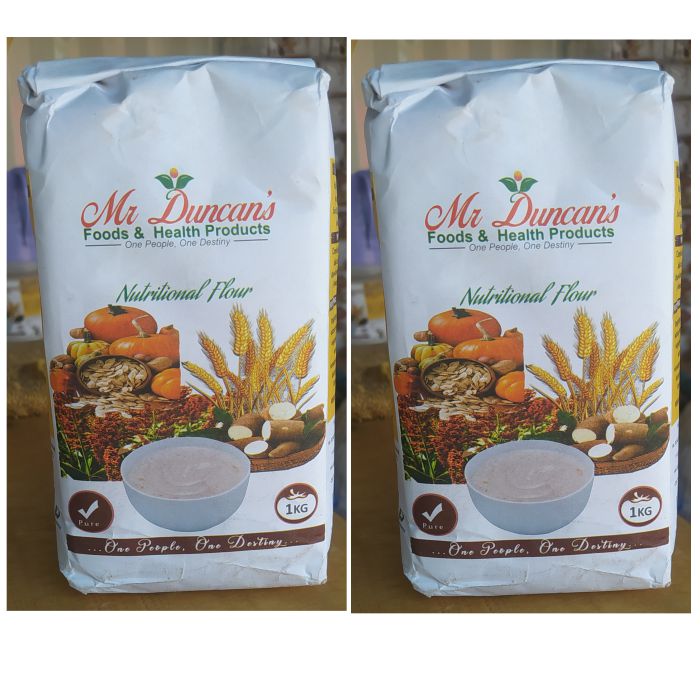 Mr Duncan's
Foods & Health Products
One People, One Destiny
Nutritional Flour
Pure
1KG
...One People, One Destiny...
Mr Duncan's
Foods & Health Products
One People, One Destiny
Nutritional Flour
Pure
1KG
...One People, One Destiny...